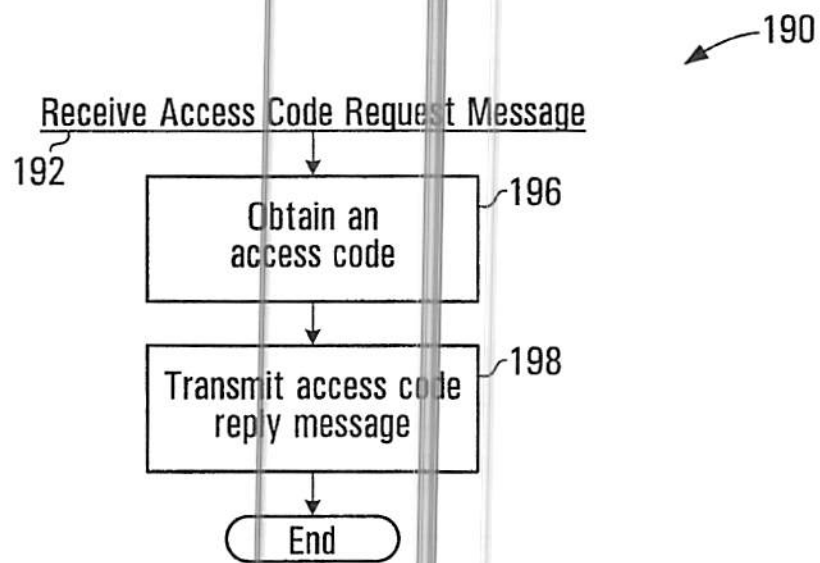 190
Receive Access Code Request Message
192
196
Obtain an
access code
198
Transmit access code
reply message
End